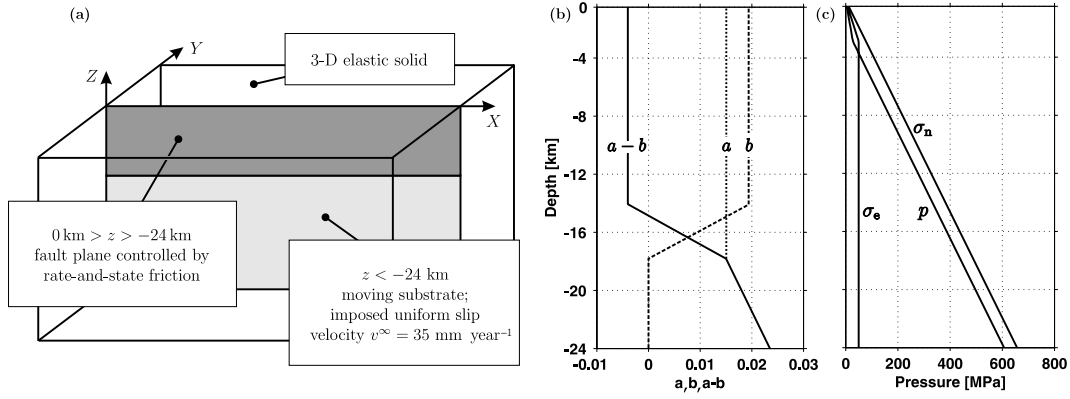 (a)
Y
Z
X
3-D elastic solid
0 km > z > −24 km
fault plane controlled by
rate-and-state friction
z < −24 km
moving substrate;
imposed uniform slip
velocity v∞ = 35 mm year⁻¹
(b)
0
-4
-8
-12
-16
-20
-24
Depth [km]
a − b
a
b
-0.01
0
0.01
0.02
0.03
a,b,a-b
(c)
σn
σe
p
0
200
400
600
800
Pressure [MPa]